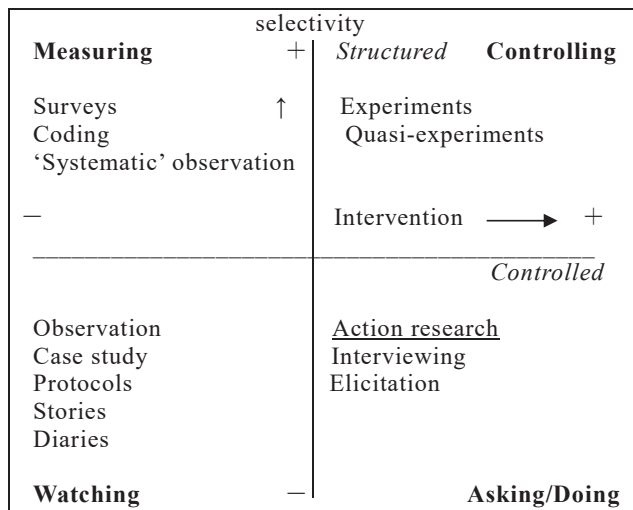 selectivity
Measuring + Structured Controlling
Surveys ↑ Experiments
Coding Quasi-experiments
‘Systematic’ observation
− Intervention → +
Controlled
Observation Action research
Case study Interviewing
Protocols Elicitation
Stories
Diaries
Watching − Asking/Doing